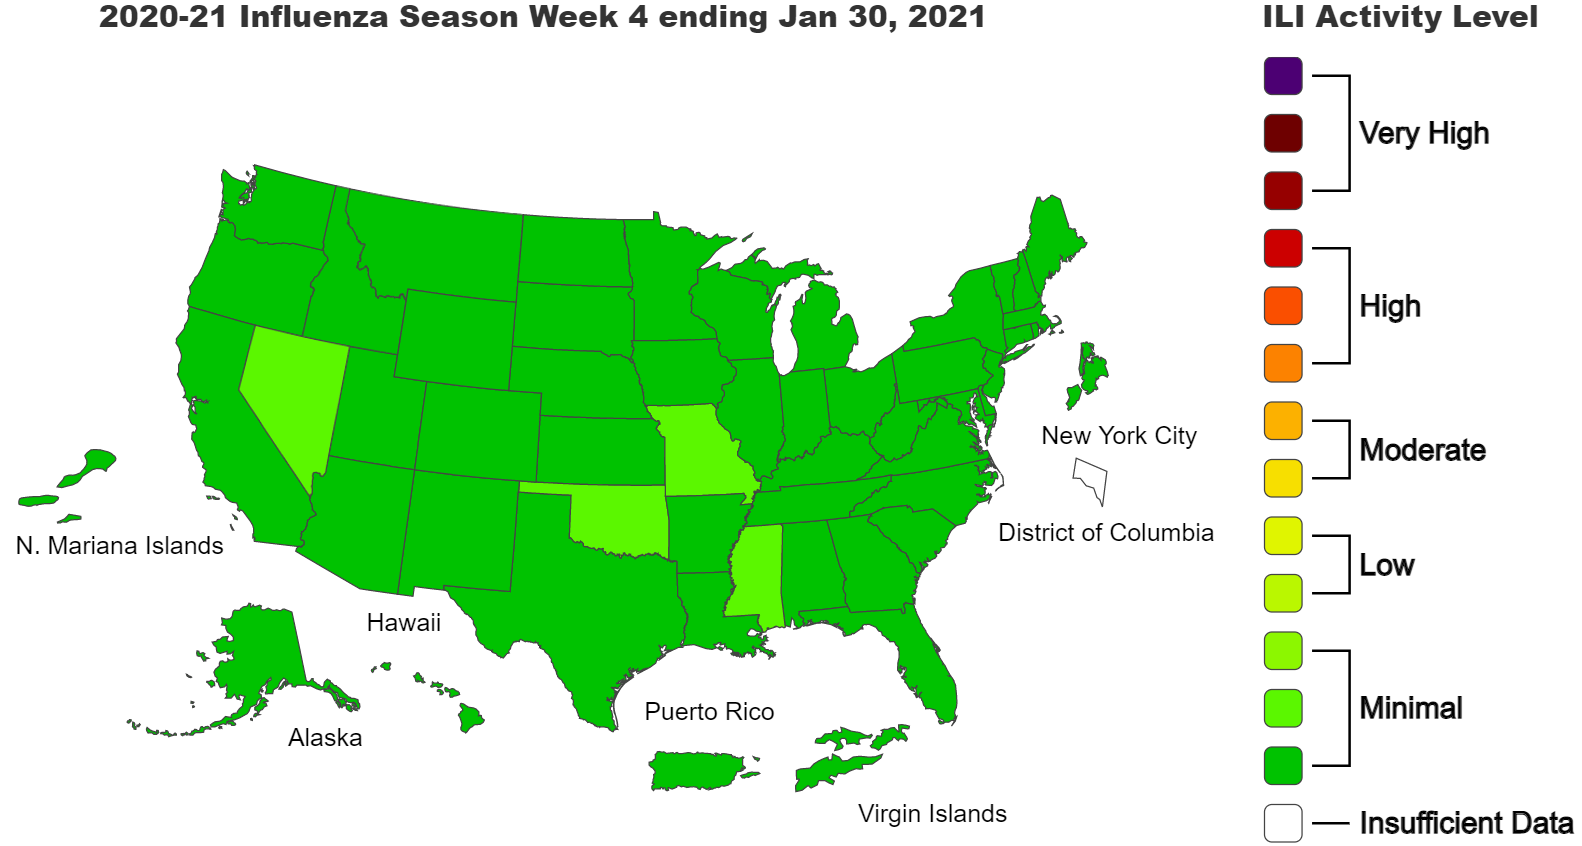 2020-21 Influenza Season Week 4 ending Jan 30, 2021
ILI Activity Level
Very High
High
Moderate
Low
Minimal
Insufficient Data
New York City
District of Columbia
N. Mariana Islands
Hawaii
Alaska
Puerto Rico
Virgin Islands